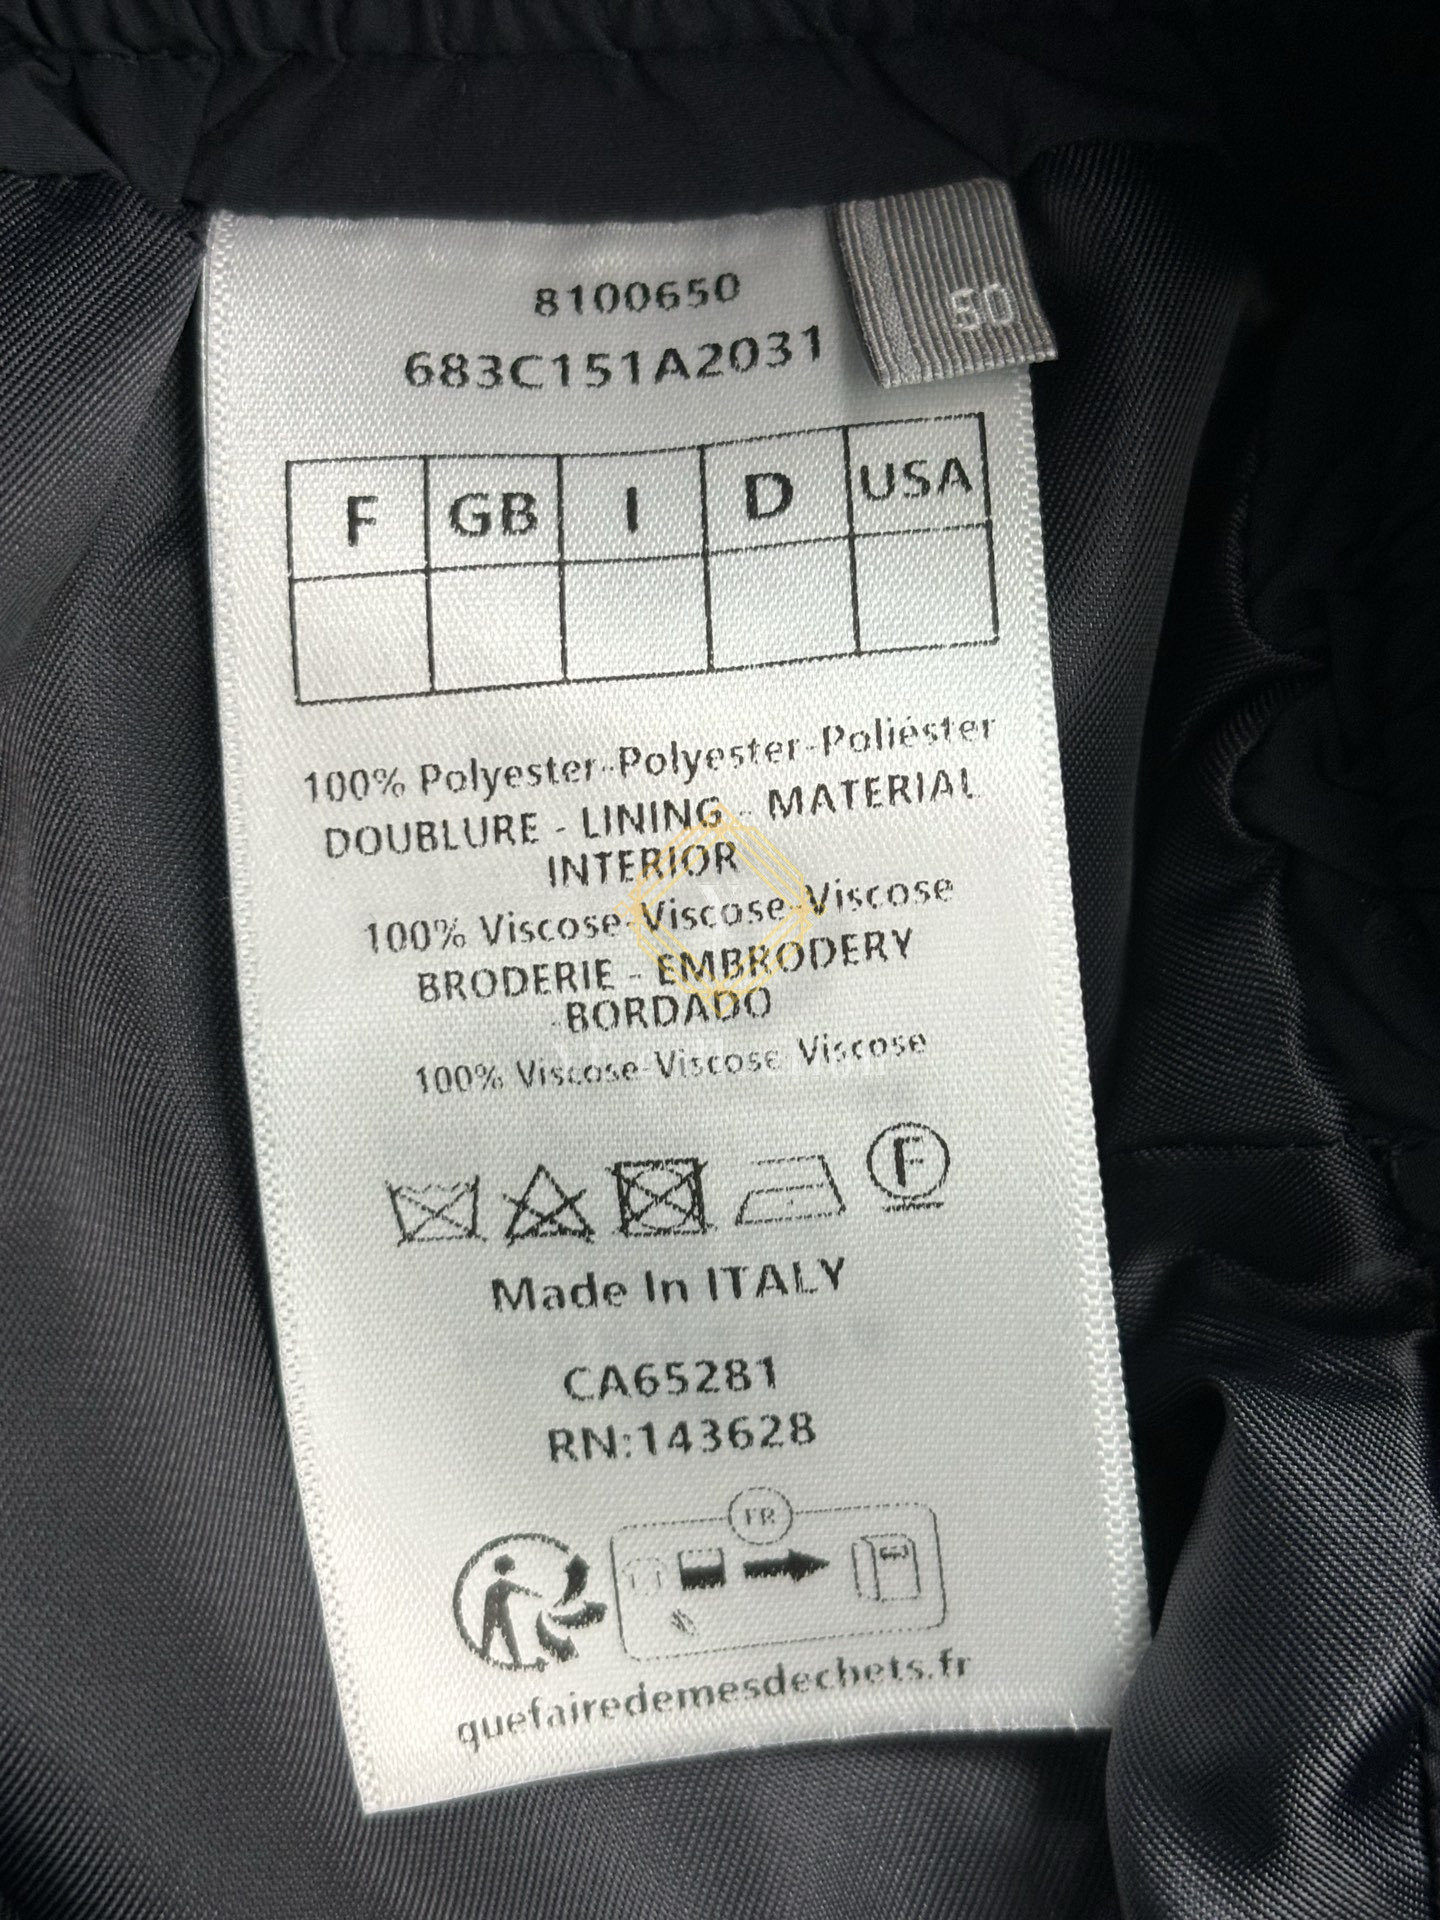 50
8100650
683C151A2031
F GB I D USA
100% Polyester-Polyester-Poliéster
DOUBLURE - LINING - MATERIAL
INTERIOR
100% Viscose-Viscose-Viscose
BRODERIE - EMBRODERY
-BORDADO
100% Viscose-Viscose-Viscose
F
Made In ITALY
CA65281
RN:143628
FR
quefairedemesdechets.fr